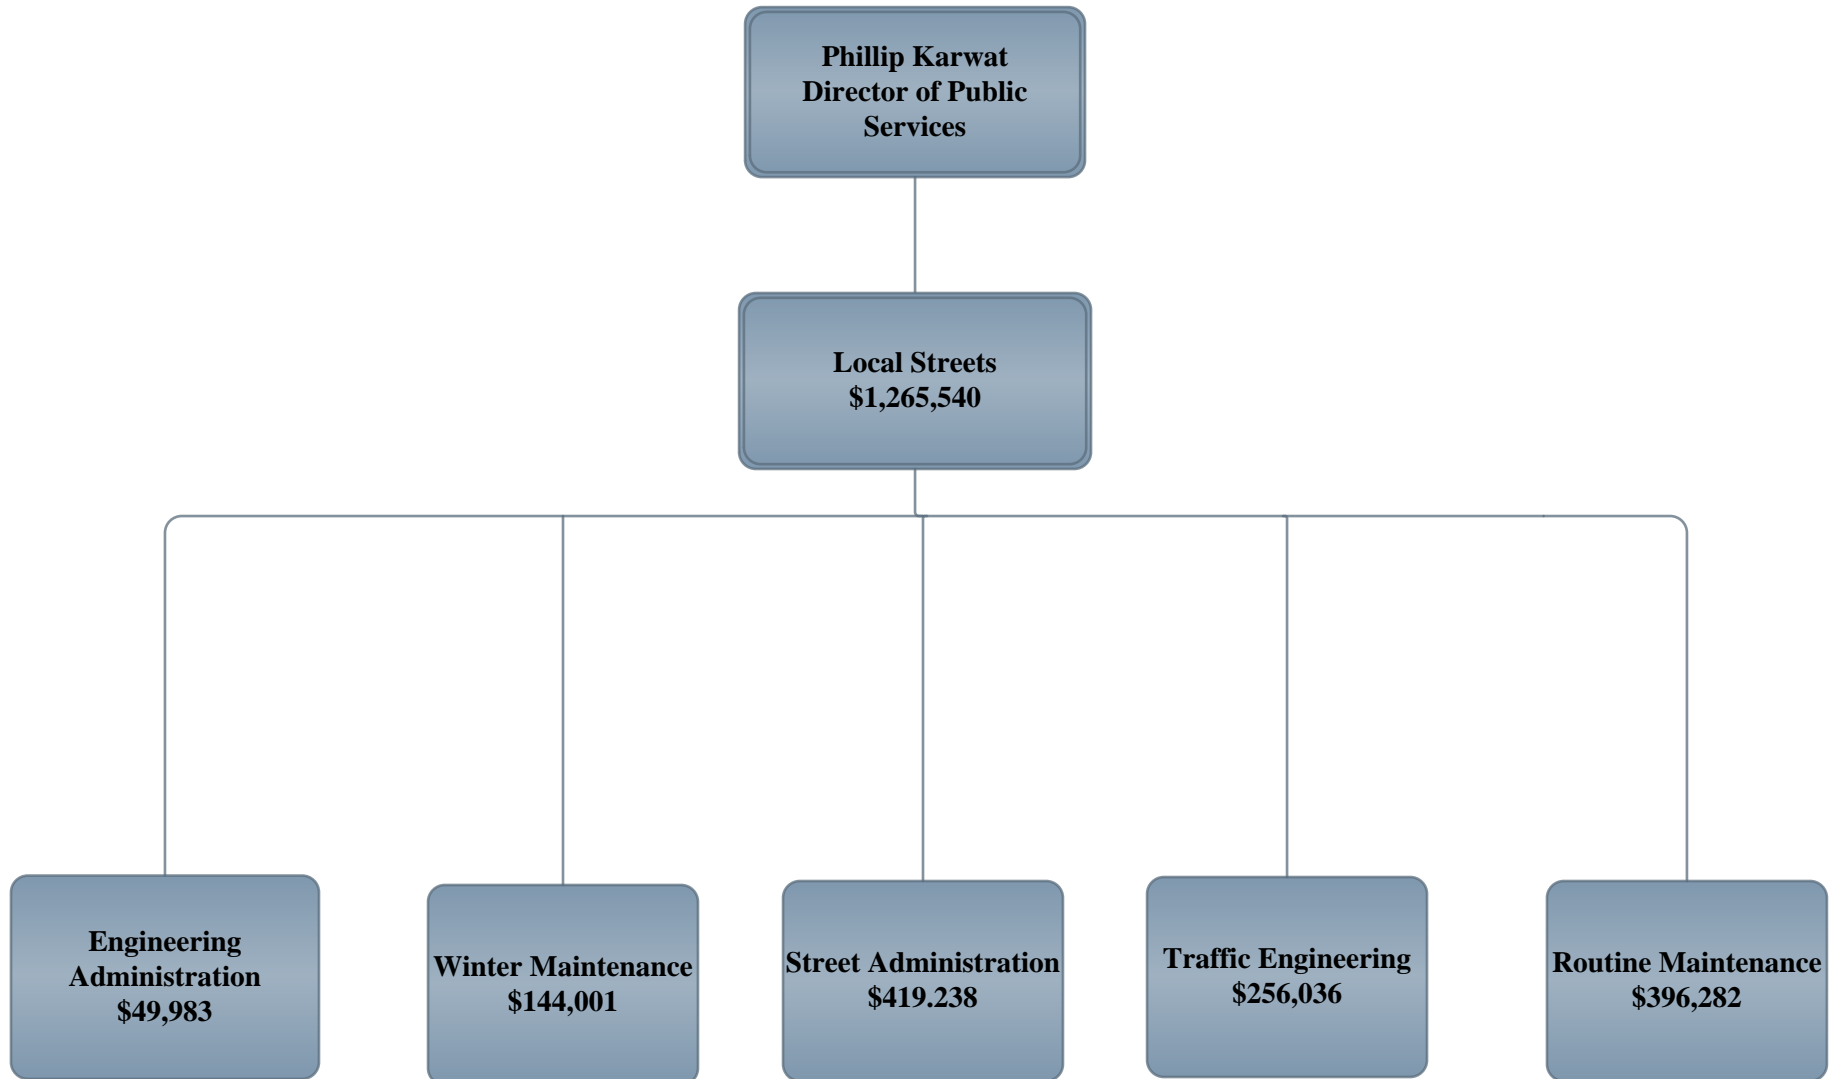 Phillip Karwat
Director of Public
Services
Local Streets
$1,265,540
Engineering
Administration
$49,983
Winter Maintenance
$144,001
Street Administration
$419.238
Traffic Engineering
$256,036
Routine Maintenance
$396,282